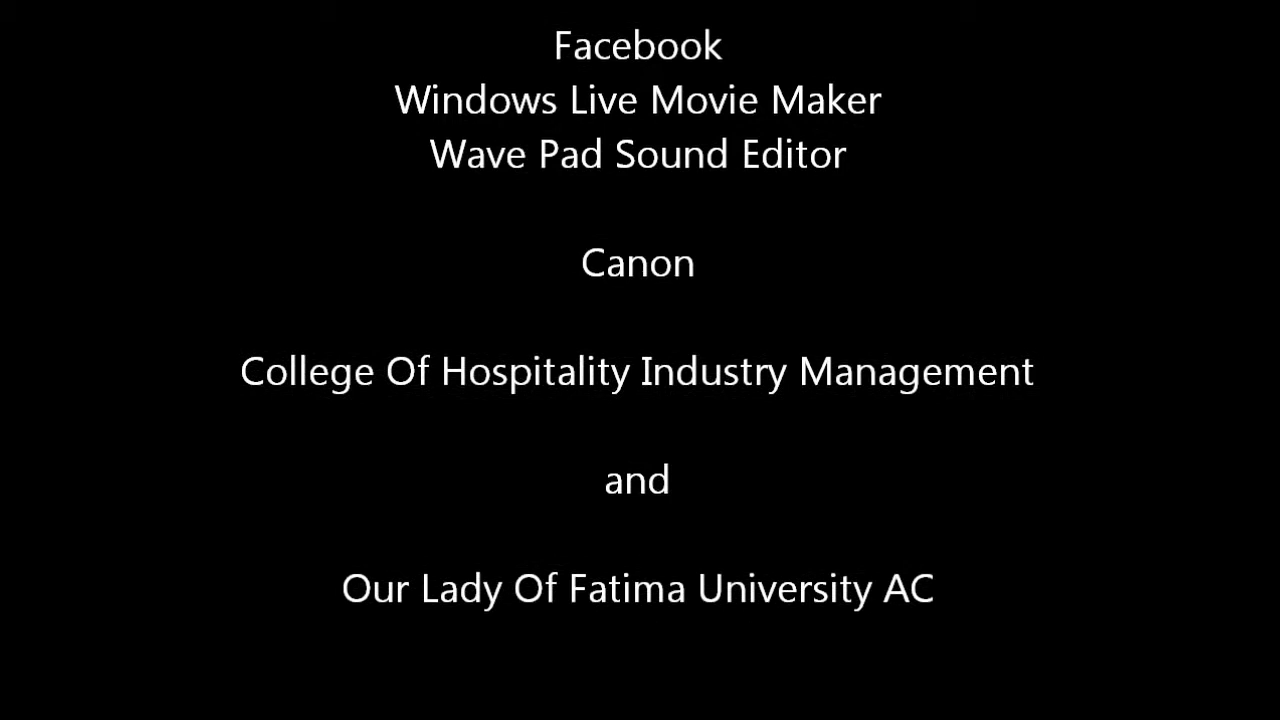 Facebook
Windows Live Movie Maker
Wave Pad Sound Editor
Canon
College Of Hospitality Industry Management
and
Our Lady Of Fatima University AC